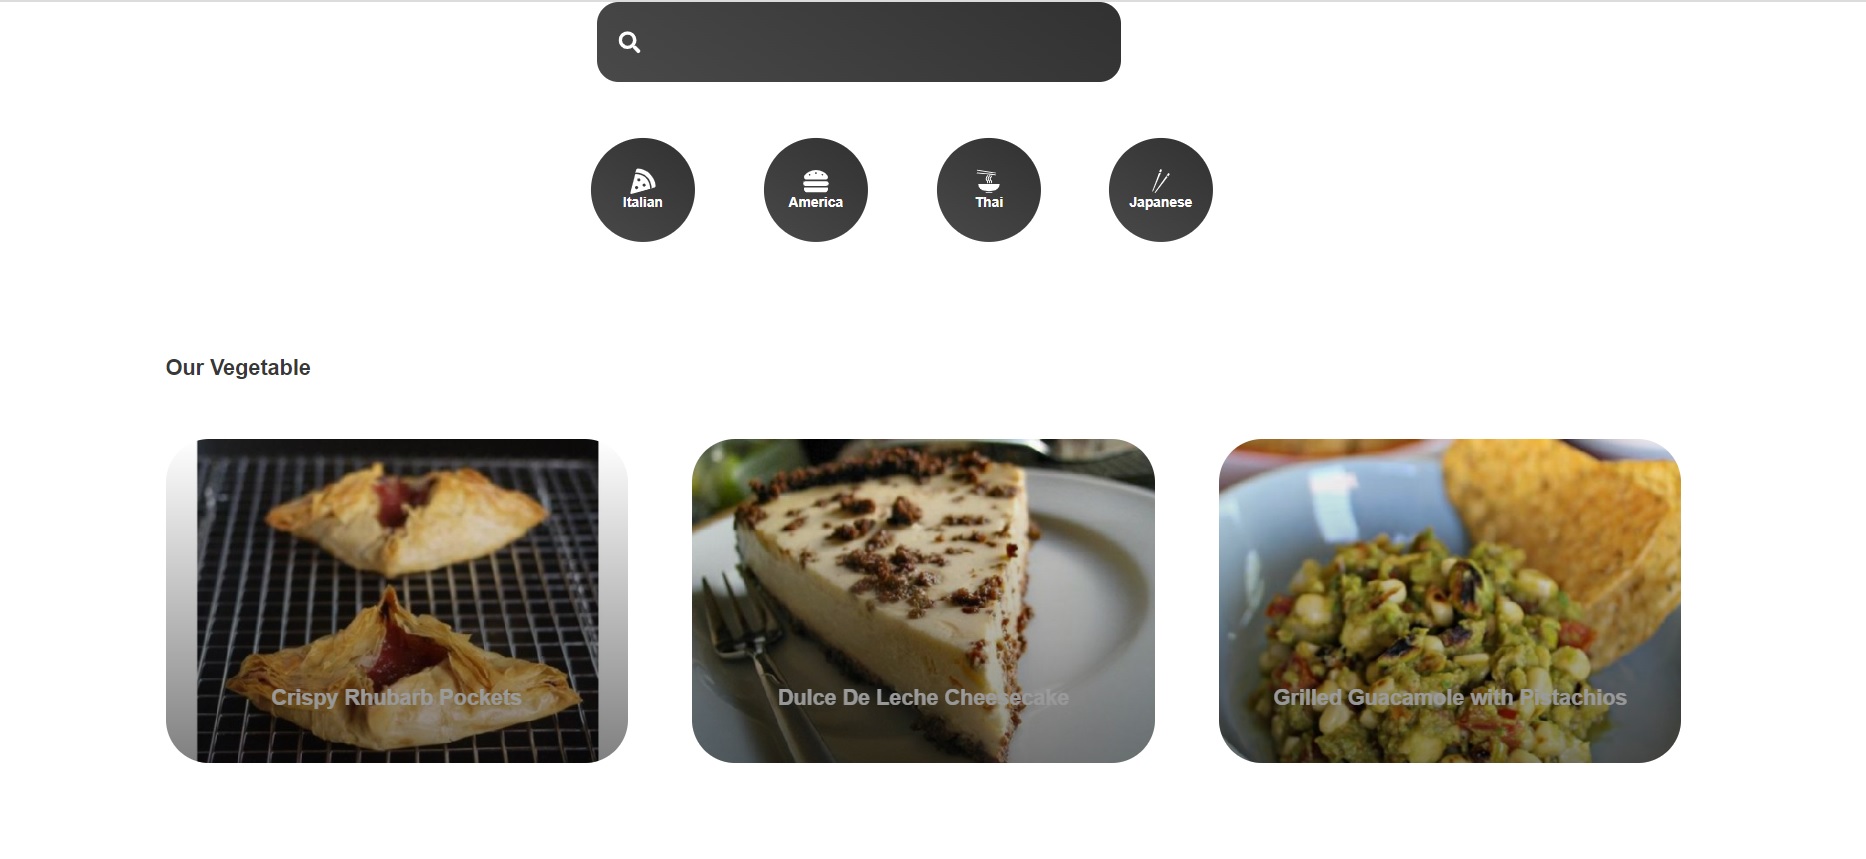 Italian
America
Thai
Japanese
Our Vegetable
Crispy Rhubarb Pockets
Dulce De Leche Cheesecake
Grilled Guacamole with Pistachios